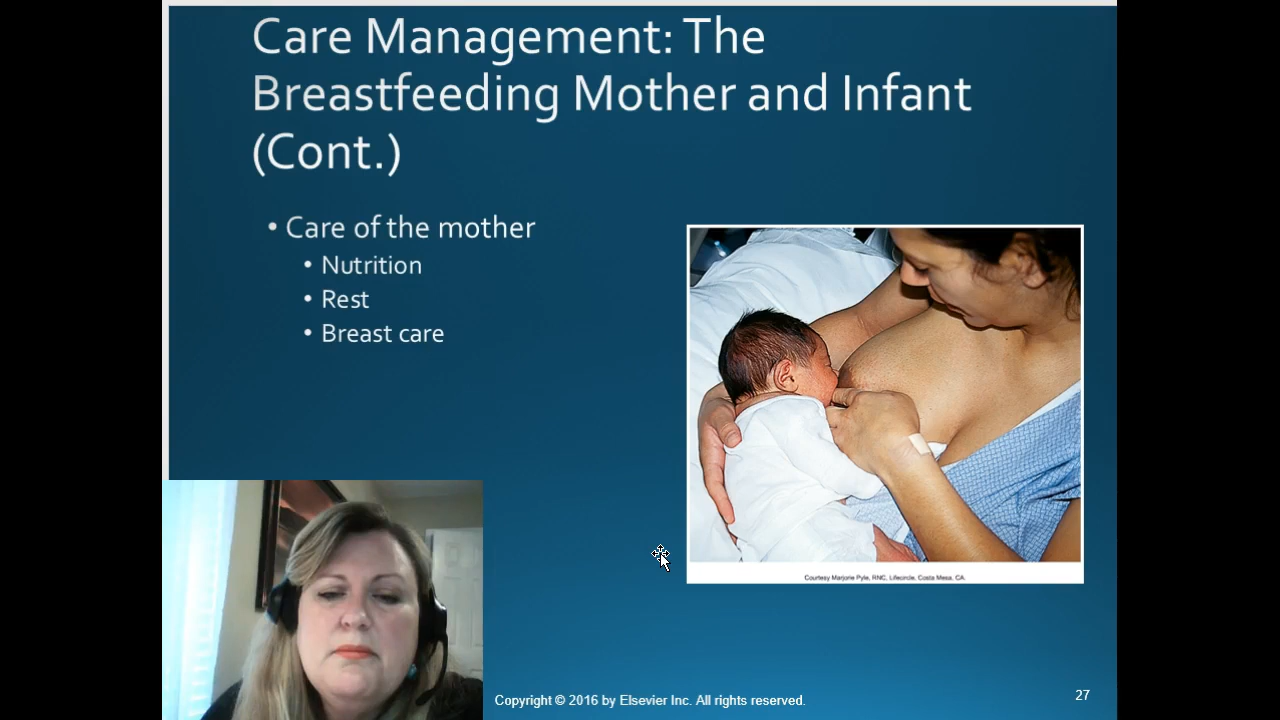 Care Management: The
Breastfeeding Mother and Infant
(Cont.)
• Care of the mother
• Nutrition
• Rest
• Breast care
Courtesy Marjorie Pyle, RNC, Lifecircle, Costa Mesa, CA
Copyright © 2016 by Elsevier Inc. All rights reserved.
27